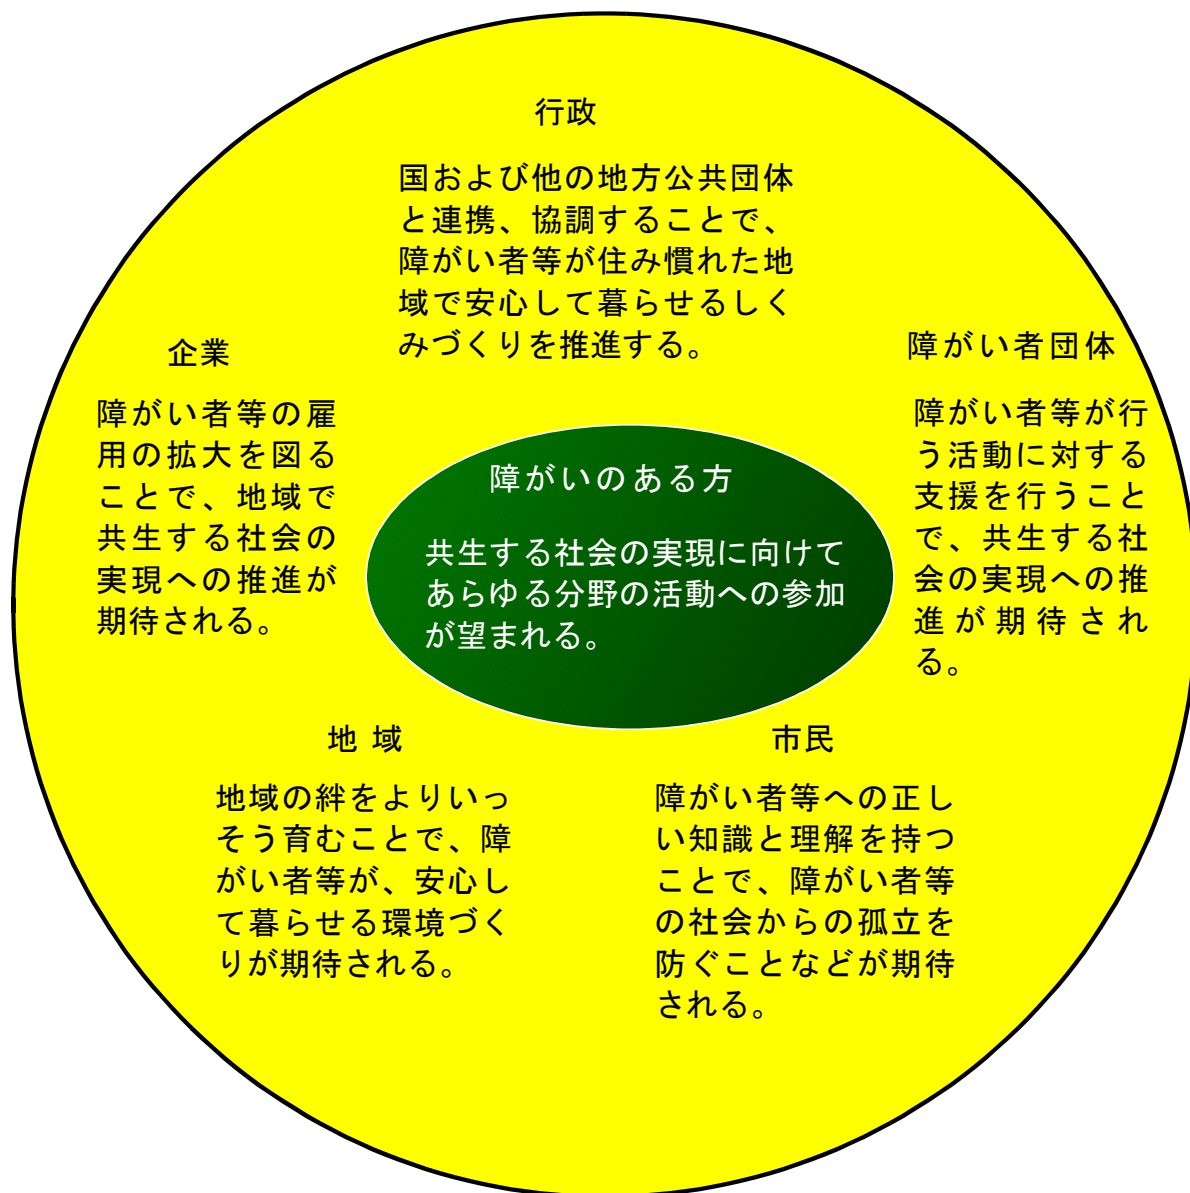 行政
国および他の地方公共団体
と連携、協調することで、
障がい者等が住み慣れた地
域で安心して暮らせるしく
みづくりを推進する。
企業
障がい者等の雇
用の拡大を図る
ことで、地域で
共生する社会の
実現への推進が
期待される。
障がい者団体
障がい者等が行
う活動に対する
支援を行うこと
で、共生する社
会の実現への推
進が期待され
る。
障がいのある方
共生する社会の実現に向けて
あらゆる分野の活動への参加
が望まれる。
地 域
地域の絆をよりいっ
そう育むことで、障
がい者等が、安心し
て暮らせる環境づく
りが期待される。
市民
障がい者等への正し
い知識と理解を持つ
ことで、障がい者等
の社会からの孤立を
防ぐことなどが期待
される。